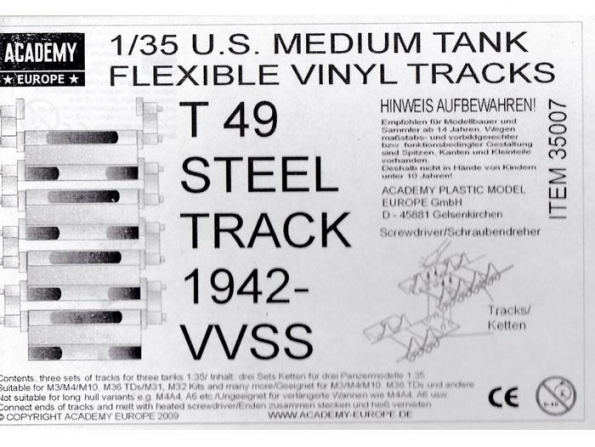 ACADEMY
★ EUROPE ★
1/35 U.S. MEDIUM TANK
FLEXIBLE VINYL TRACKS
T 49
STEEL
TRACK
1942-
VVSS
HINWEIS AUFBEWAHREN!
Empfohlen für Modellbauer und
Sammler ab 14 Jahren. Wegen
maßstabs- und vorbildgerechter
bzw. funktionsbedingter Gestaltung
sind Spitzen, Kanten und Kleinteile
vorhanden.
Deshalb nicht in Hände von Kindern
unter 10 Jahren!
ACADEMY PLASTIC MODEL
EUROPE GmbH
D - 45881 Gelsenkirchen
Screwdriver/Schraubendreher
ITEM 35007
Tracks/
Ketten
Contents: three sets of tracks for three tanks 1:35/ Inhalt: drei Sets Ketten für drei Panzermodelle 1:35
Suitable for M3/M4/M10, M36 TDs/M31, M32 Kits and many more/Geeignet für M3/M4/M10, M36 TDs und andere
Not suitable for long hull variants e.g. M4A4, A6 etc./Ungeeignet für verlängerte Wannen wie M4A4, A6 usw.
Connect ends of tracks and melt with heated screwdriver/Enden zusammen stecken und heiß vernieten
© COPYRIGHT ACADEMY EUROPE 2009 WWW.ACADEMY-EUROPE.DE
CE